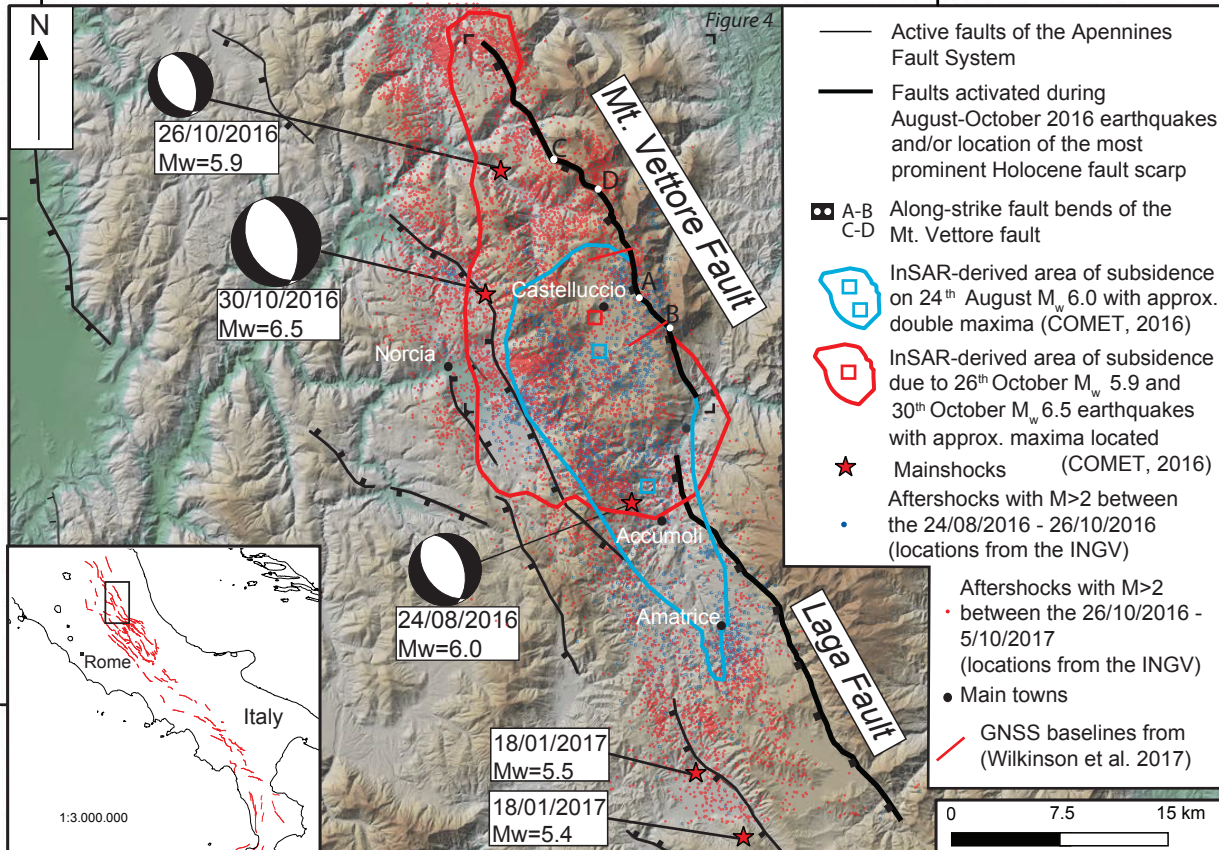 Figure 4
N
26/10/2016
Mw=5.9
30/10/2016
Mw=6.5
Mt. Vettore Fault
C
D
A
B
Castelluccio
Norcia
Accumoli
24/08/2016
Mw=6.0
Amatrice
Laga Fault
18/01/2017
Mw=5.5
18/01/2017
Mw=5.4
Rome
Italy
1:3.000.000
Active faults of the Apennines
Fault System
Faults activated during
August-October 2016 earthquakes
and/or location of the most
prominent Holocene fault scarp
A-B
C-D
Along-strike fault bends of the
Mt. Vettore fault
InSAR-derived area of subsidence
on 24th August Mw 6.0 with approx.
double maxima (COMET, 2016)
InSAR-derived area of subsidence
due to 26th October Mw 5.9 and
30th October Mw 6.5 earthquakes
with approx. maxima located
(COMET, 2016)
Mainshocks
Aftershocks with M>2 between
the 24/08/2016 - 26/10/2016
(locations from the INGV)
Aftershocks with M>2
between the 26/10/2016 -
5/10/2017
(locations from the INGV)
Main towns
GNSS baselines from
(Wilkinson et al. 2017)
0 7.5 15 km